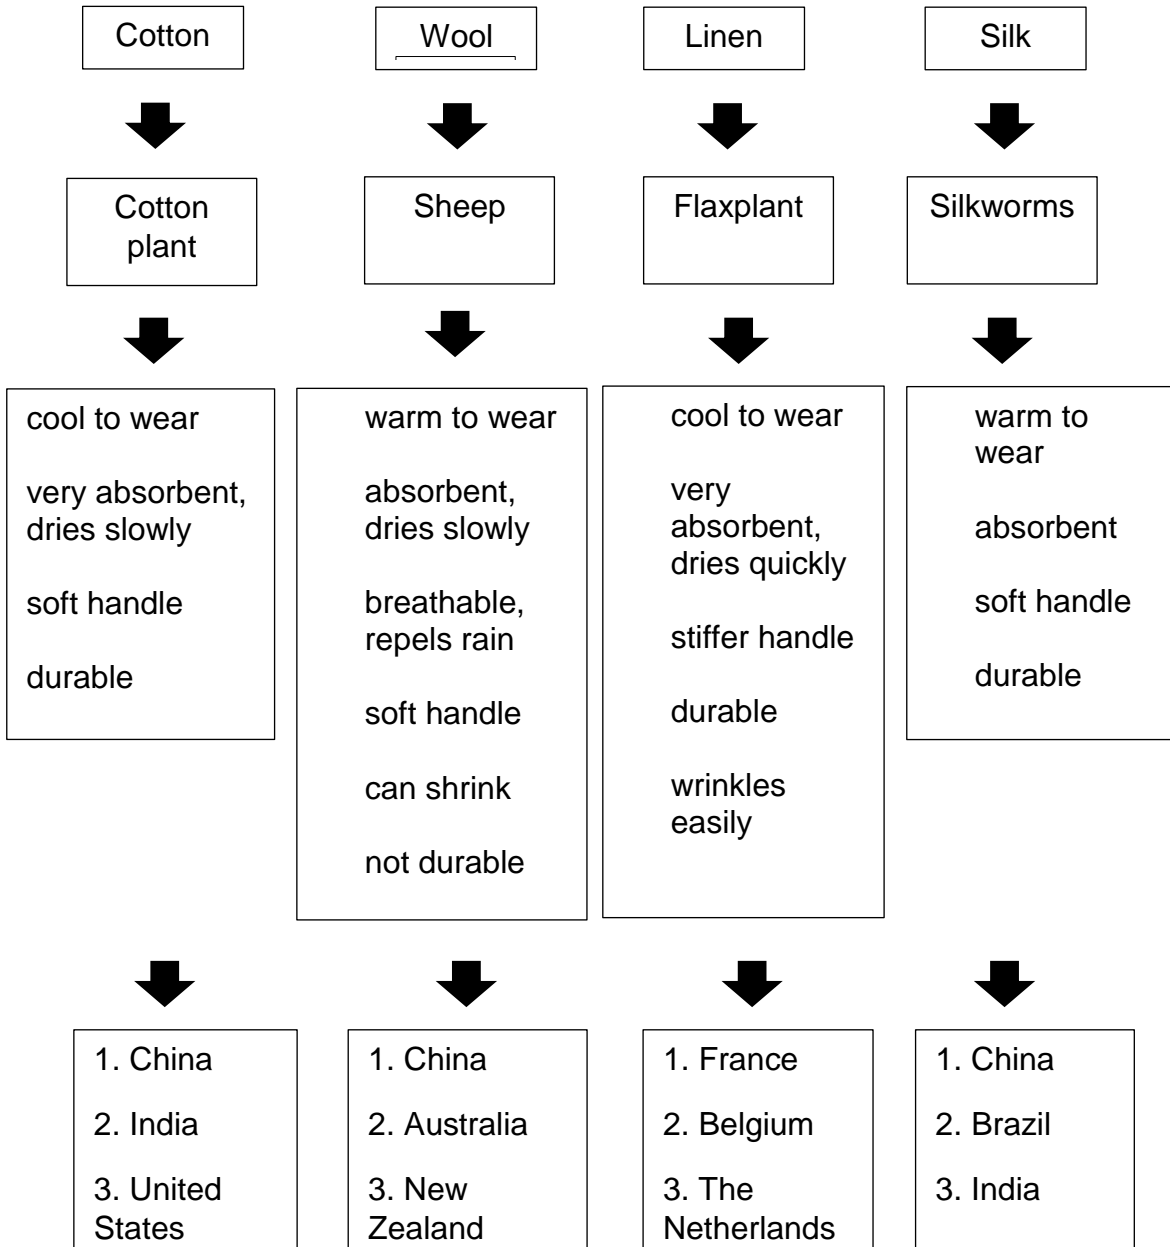 Cotton
Wool
Linen
Silk
Cotton
plant
Sheep
Flaxplant
Silkworms
cool to wear
very absorbent,
dries slowly
soft handle
durable
warm to wear
absorbent,
dries slowly
breathable,
repels rain
soft handle
can shrink
not durable
cool to wear
very
absorbent,
dries quickly
stiffer handle
durable
wrinkles
easily
warm to
wear
absorbent
soft handle
durable
1. China
2. India
3. United
States
1. China
2. Australia
3. New
Zealand
1. France
2. Belgium
3. The
Netherlands
1. China
2. Brazil
3. India